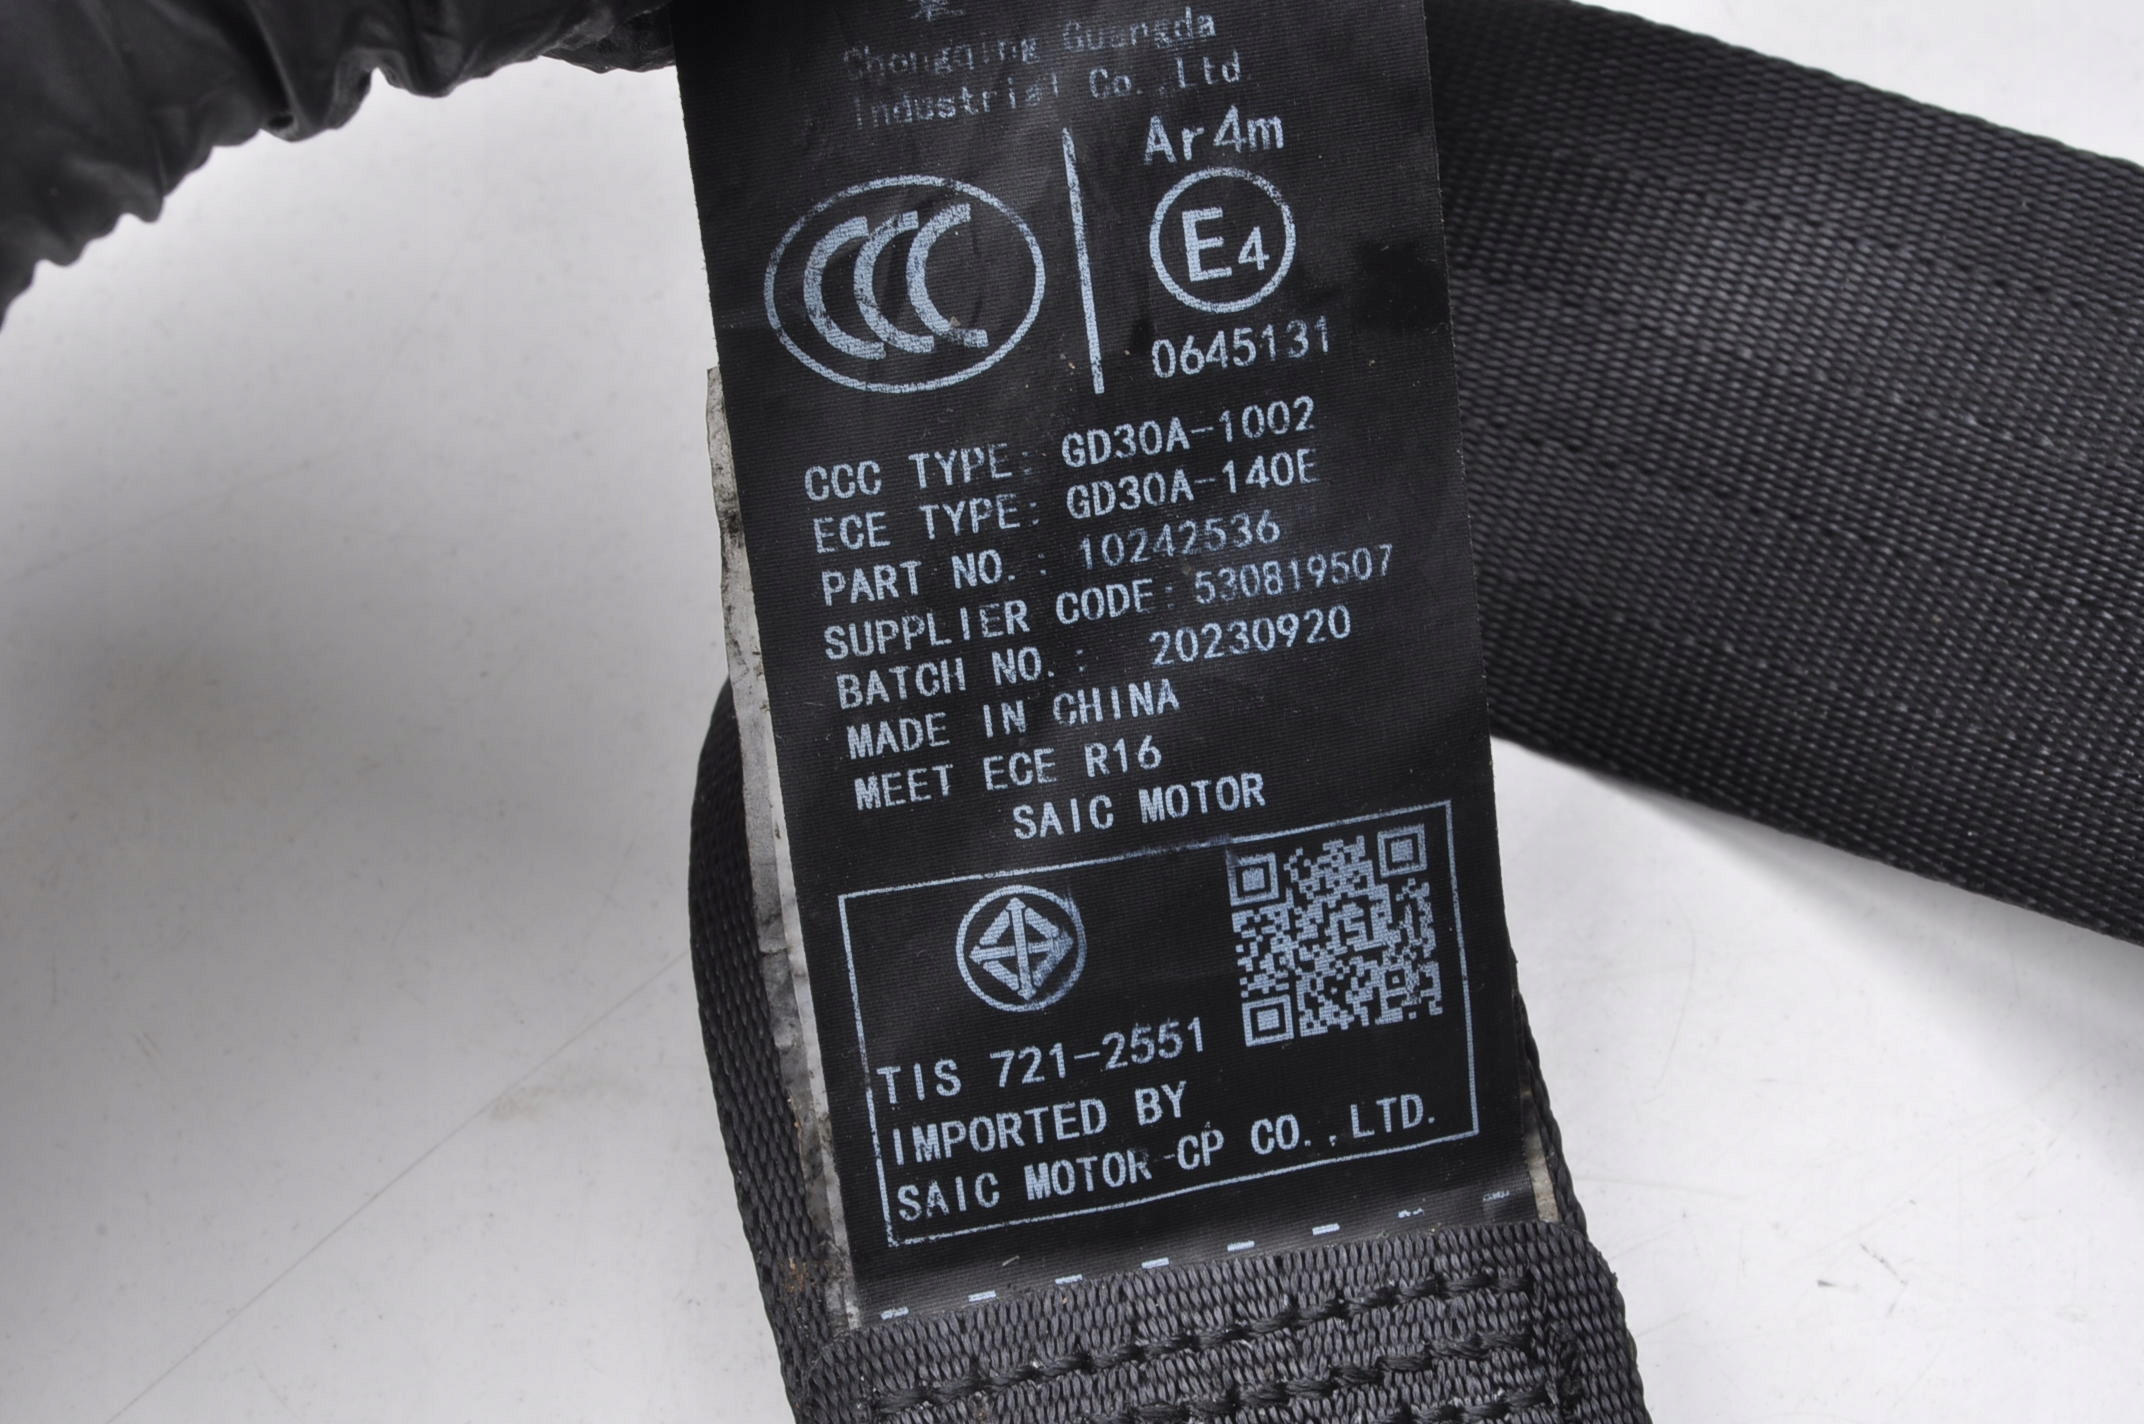 Chongqing Guangda
Industrial Co.,Ltd.
Ar4m
CCC
E4
0645131
CCC TYPE: GD30A-1002
ECE TYPE: GD30A-140E
PART NO.: 10242536
SUPPLIER CODE: 530819507
BATCH NO.: 20230920
MADE IN CHINA
MEET ECE R16
SAIC MOTOR
TIS 721-2551
IMPORTED BY
SAIC MOTOR-CP CO.,LTD.